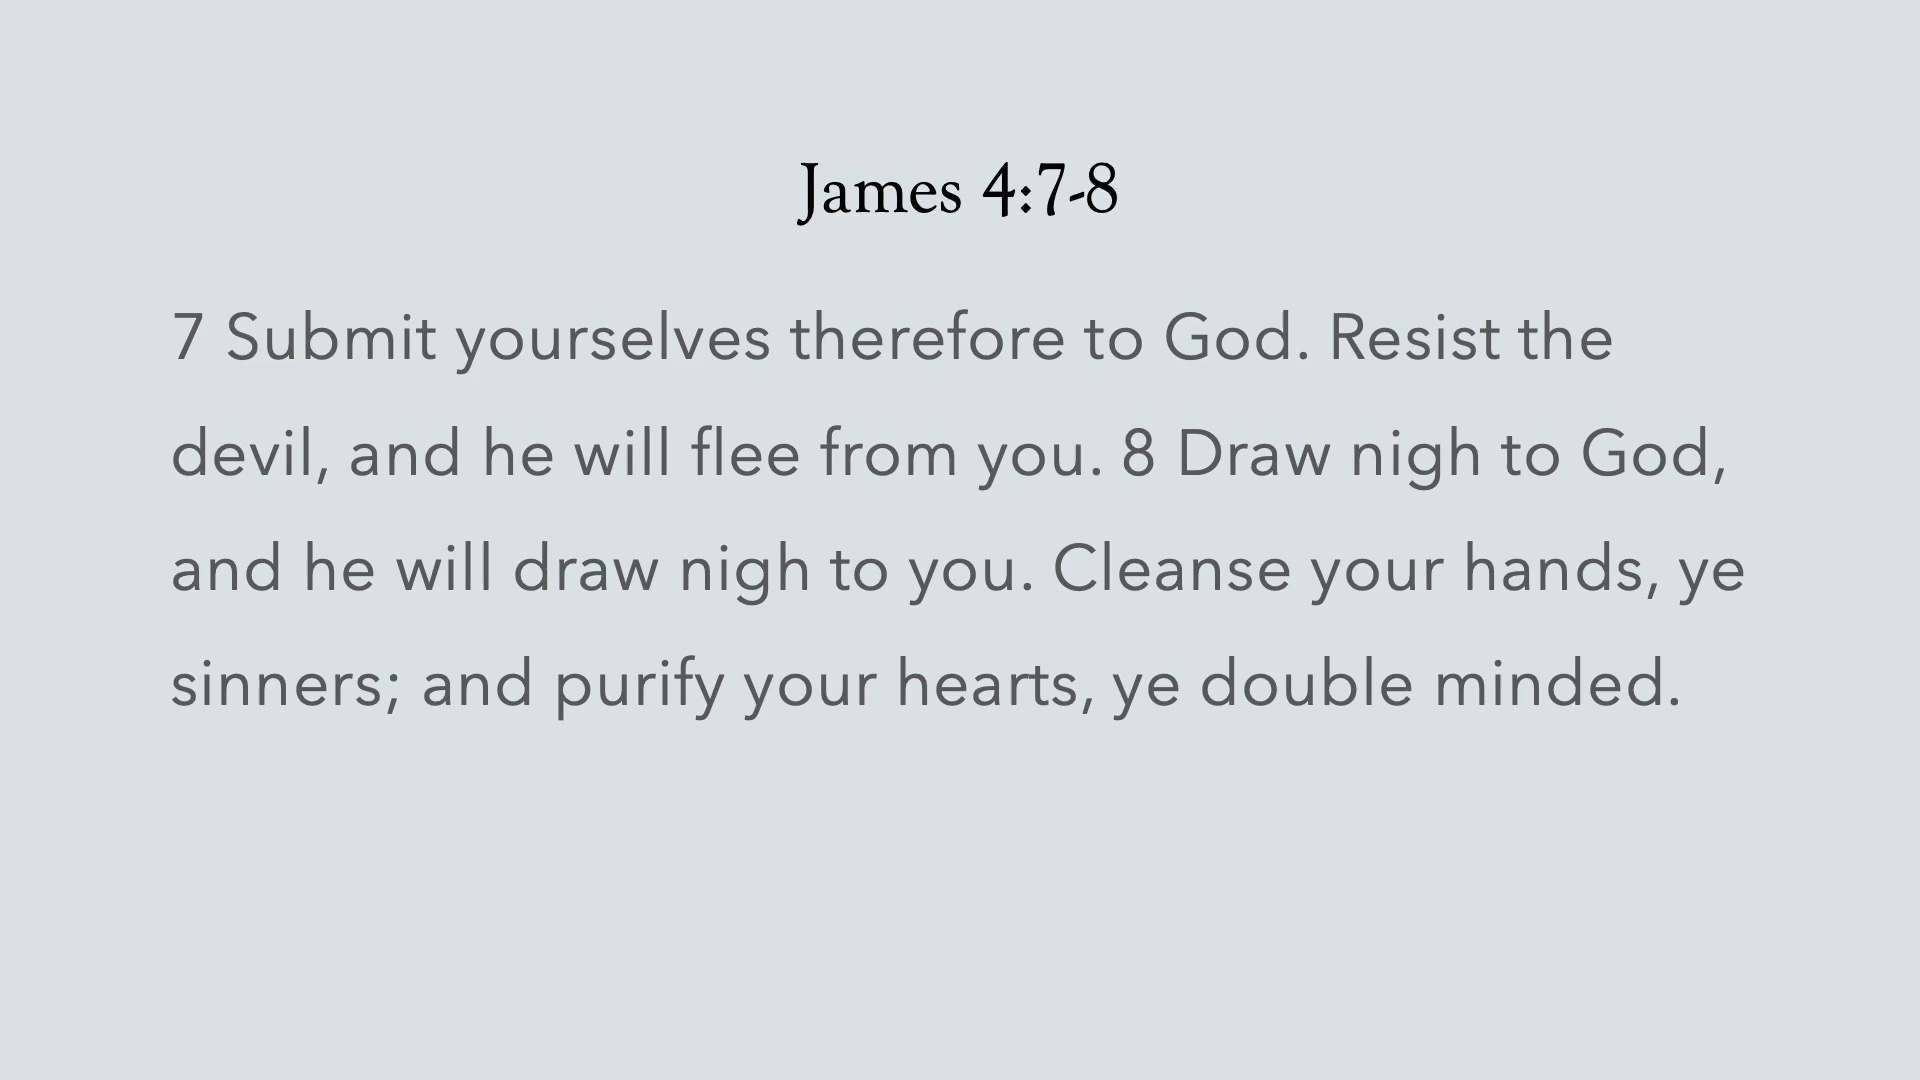 James 4:7-8
7 Submit yourselves therefore to God. Resist the
devil, and he will flee from you. 8 Draw nigh to God,
and he will draw nigh to you. Cleanse your hands, ye
sinners; and purify your hearts, ye double minded.